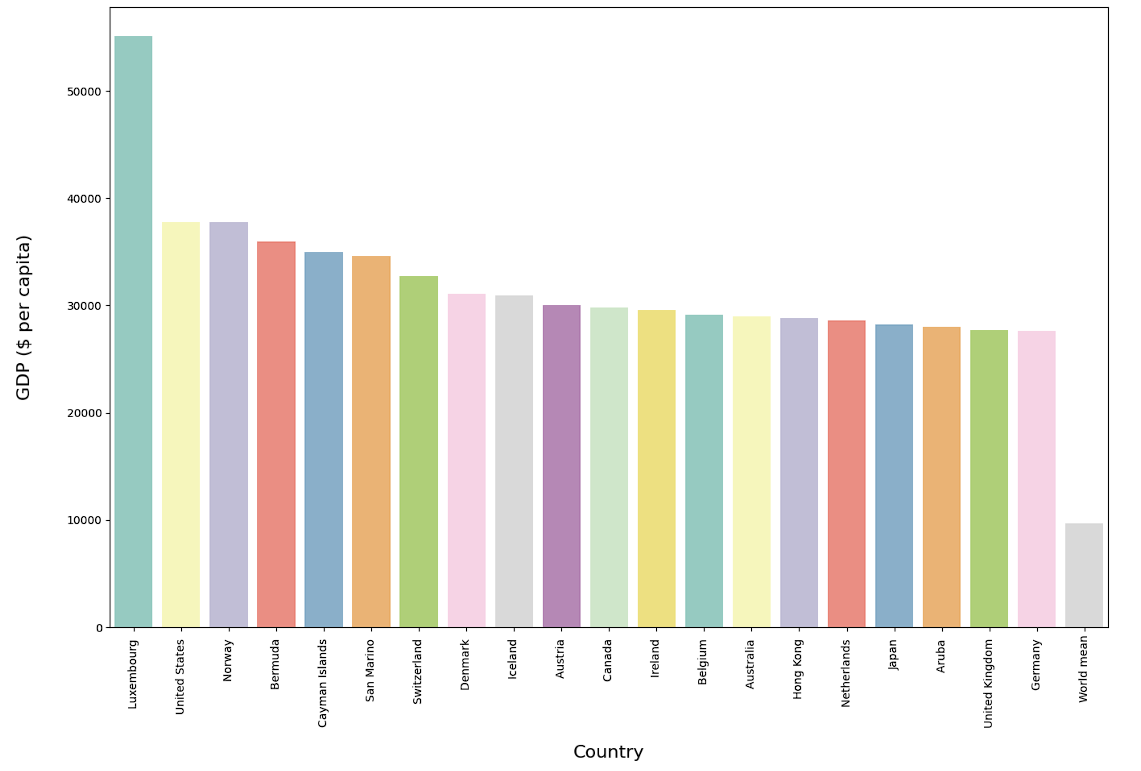 GDP ($ per capita)
50000
40000
30000
20000
10000
0
Luxembourg
United States
Norway
Bermuda
Cayman Islands
San Marino
Switzerland
Denmark
Iceland
Austria
Canada
Ireland
Belgium
Australia
Hong Kong
Netherlands
Japan
Aruba
United Kingdom
Germany
World mean
Country